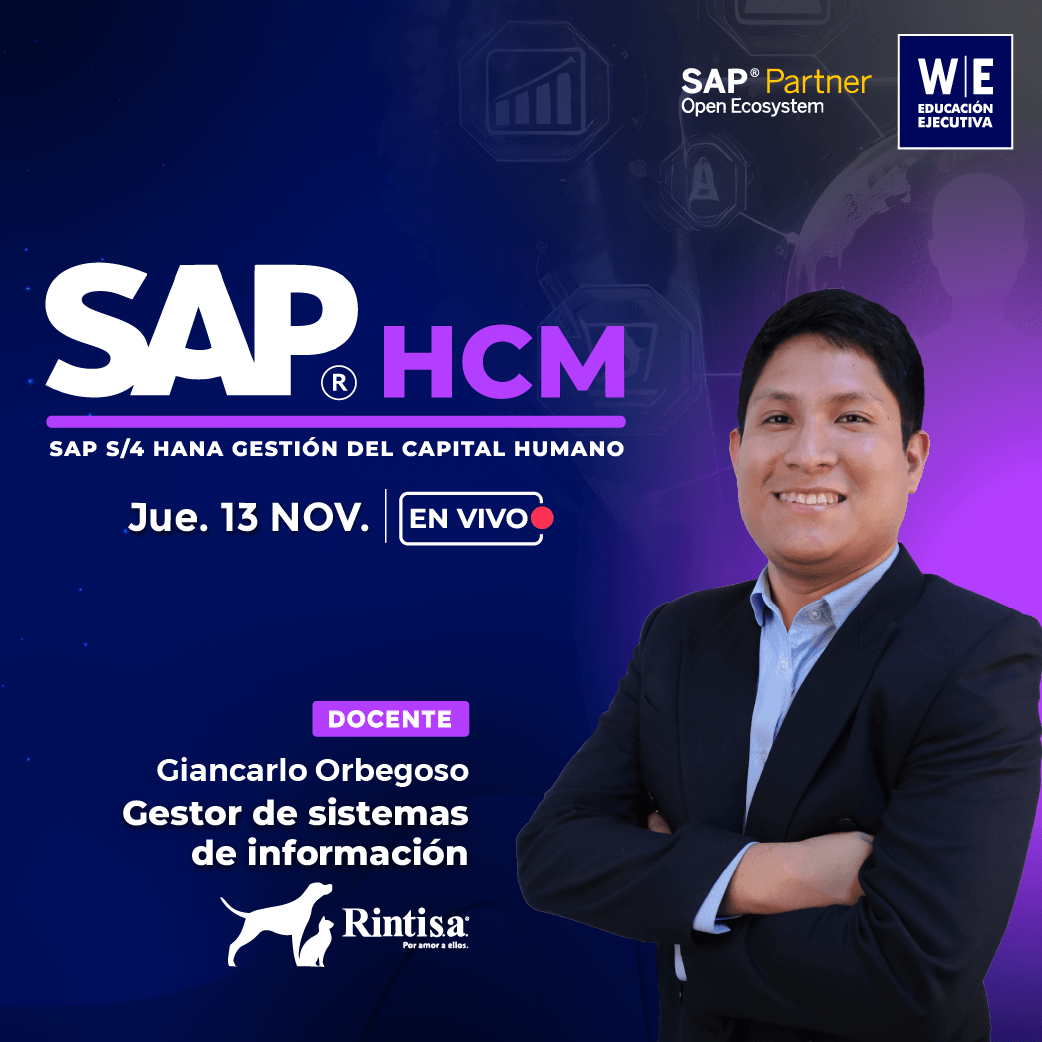 SAP® Partner
Open Ecosystem
W|E
EDUCACIÓN
EJECUTIVA
SAP® HCM
SAP S/4 HANA GESTIÓN DEL CAPITAL HUMANO
Jue. 13 NOV. | EN VIVO
DOCENTE
Giancarlo Orbegoso
Gestor de sistemas
de información
Rintis.a.®
Por amor a ellos.